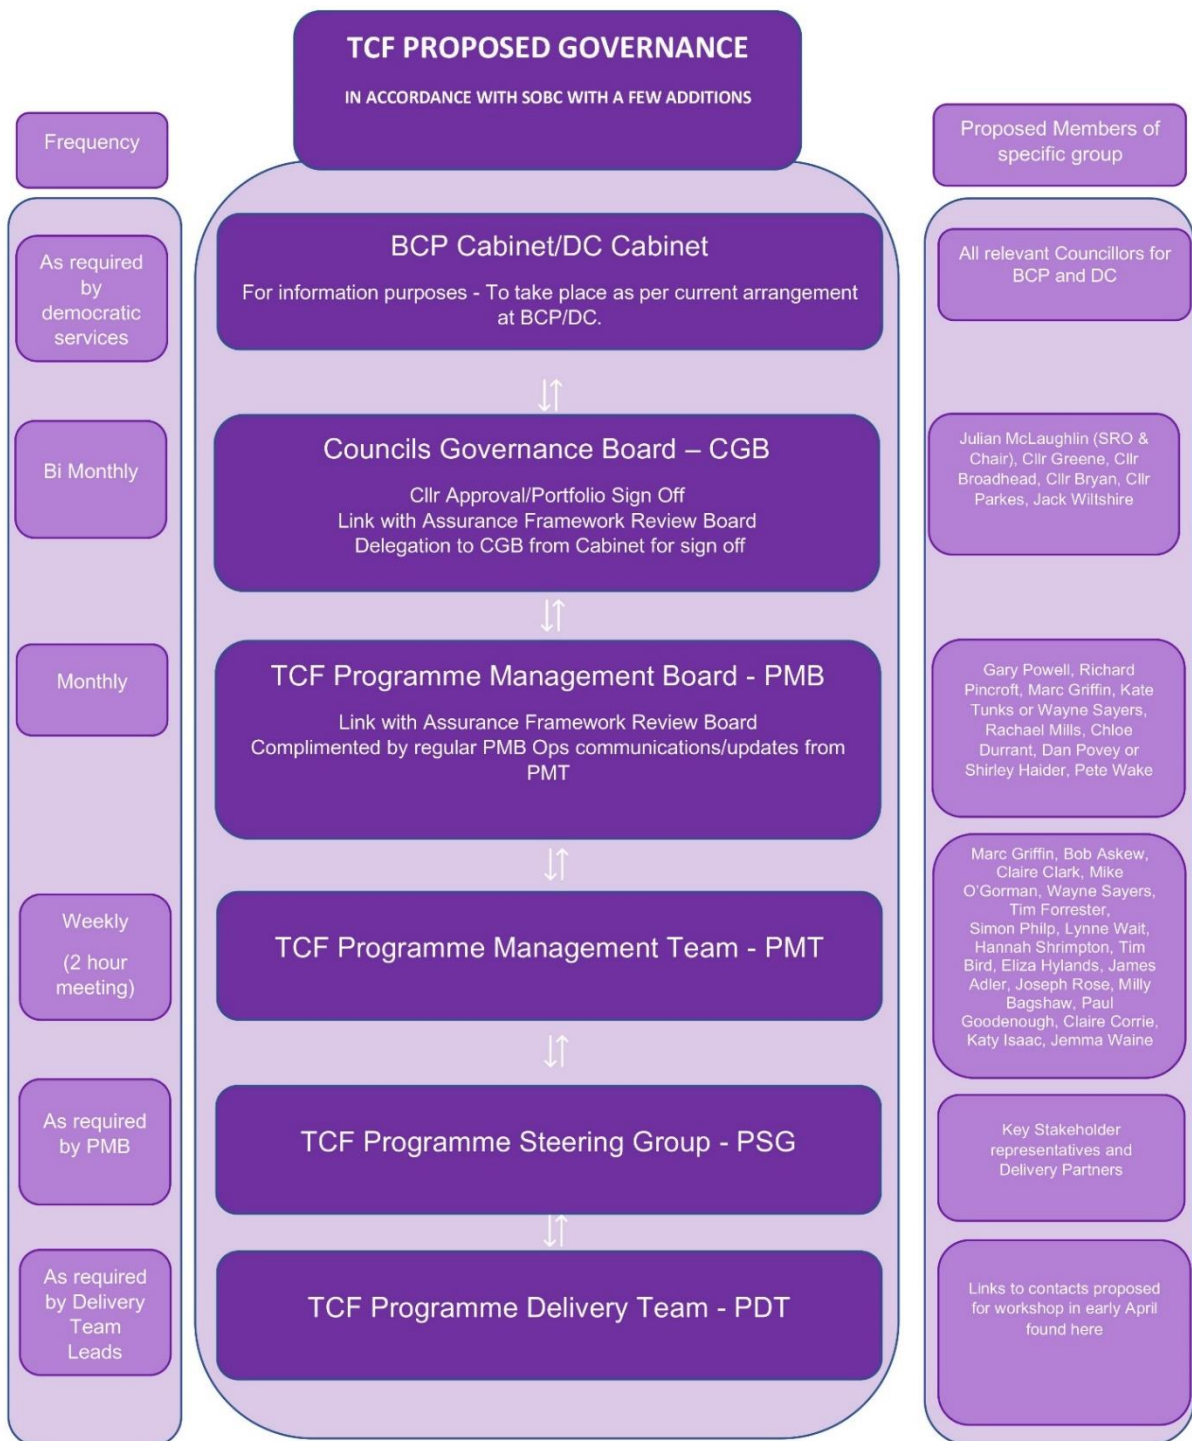 TCF PROPOSED GOVERNANCE
IN ACCORDANCE WITH SOBC WITH A FEW ADDITIONS
Frequency
Proposed Members of
specific group
As required
by
democratic
services
BCP Cabinet/DC Cabinet
For information purposes - To take place as per current arrangement
at BCP/DC.
All relevant Councillors for
BCP and DC
Bi Monthly
Councils Governance Board – CGB
Cllr Approval/Portfolio Sign Off
Link with Assurance Framework Review Board
Delegation to CGB from Cabinet for sign off
Julian McLaughlin (SRO &
Chair), Cllr Greene, Cllr
Broadhead, Cllr Bryan, Cllr
Parkes, Jack Wiltshire
Monthly
TCF Programme Management Board - PMB
Link with Assurance Framework Review Board
Complimented by regular PMB Ops communications/updates from
PMT
Gary Powell, Richard
Pincroft, Marc Griffin, Kate
Tunks or Wayne Sayers,
Rachael Mills, Chloe
Durrant, Dan Povey or
Shirley Haider, Pete Wake
Weekly
(2 hour
meeting)
TCF Programme Management Team - PMT
Marc Griffin, Bob Askew,
Claire Clark, Mike
O'Gorman, Wayne Sayers,
Tim Forrester,
Simon Philp, Lynne Wait,
Hannah Shrimpton, Tim
Bird, Eliza Hylands, James
Adler, Joseph Rose, Milly
Bagshaw, Paul
Goodenough, Claire Corrie,
Katy Isaac, Jemma Waine
As required
by PMB
TCF Programme Steering Group - PSG
Key Stakeholder
representatives and
Delivery Partners
As required
by Delivery
Team
Leads
TCF Programme Delivery Team - PDT
Links to contacts proposed
for workshop in early April
found here